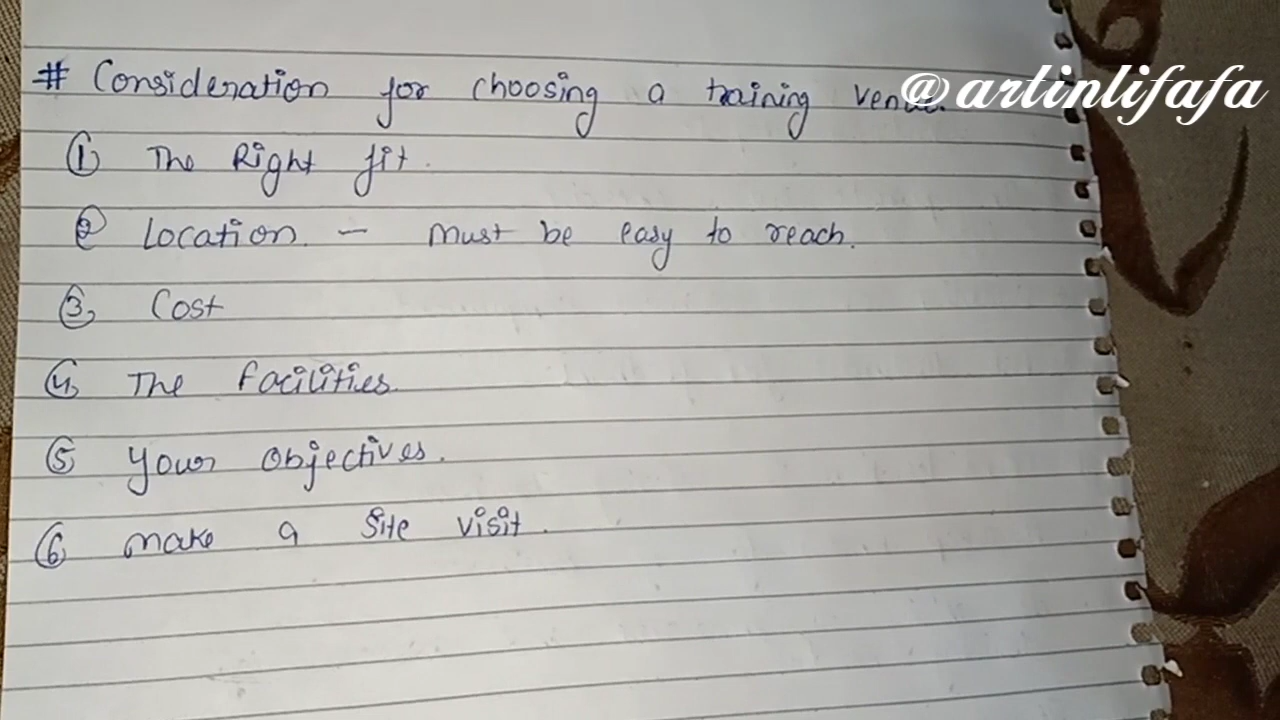 # Consideration for choosing a training venue.
@artinlifafa
① The Right fit.
② Location - must be easy to reach.
③ Cost
④ The facilities.
⑤ Your objectives.
⑥ make a site visit.